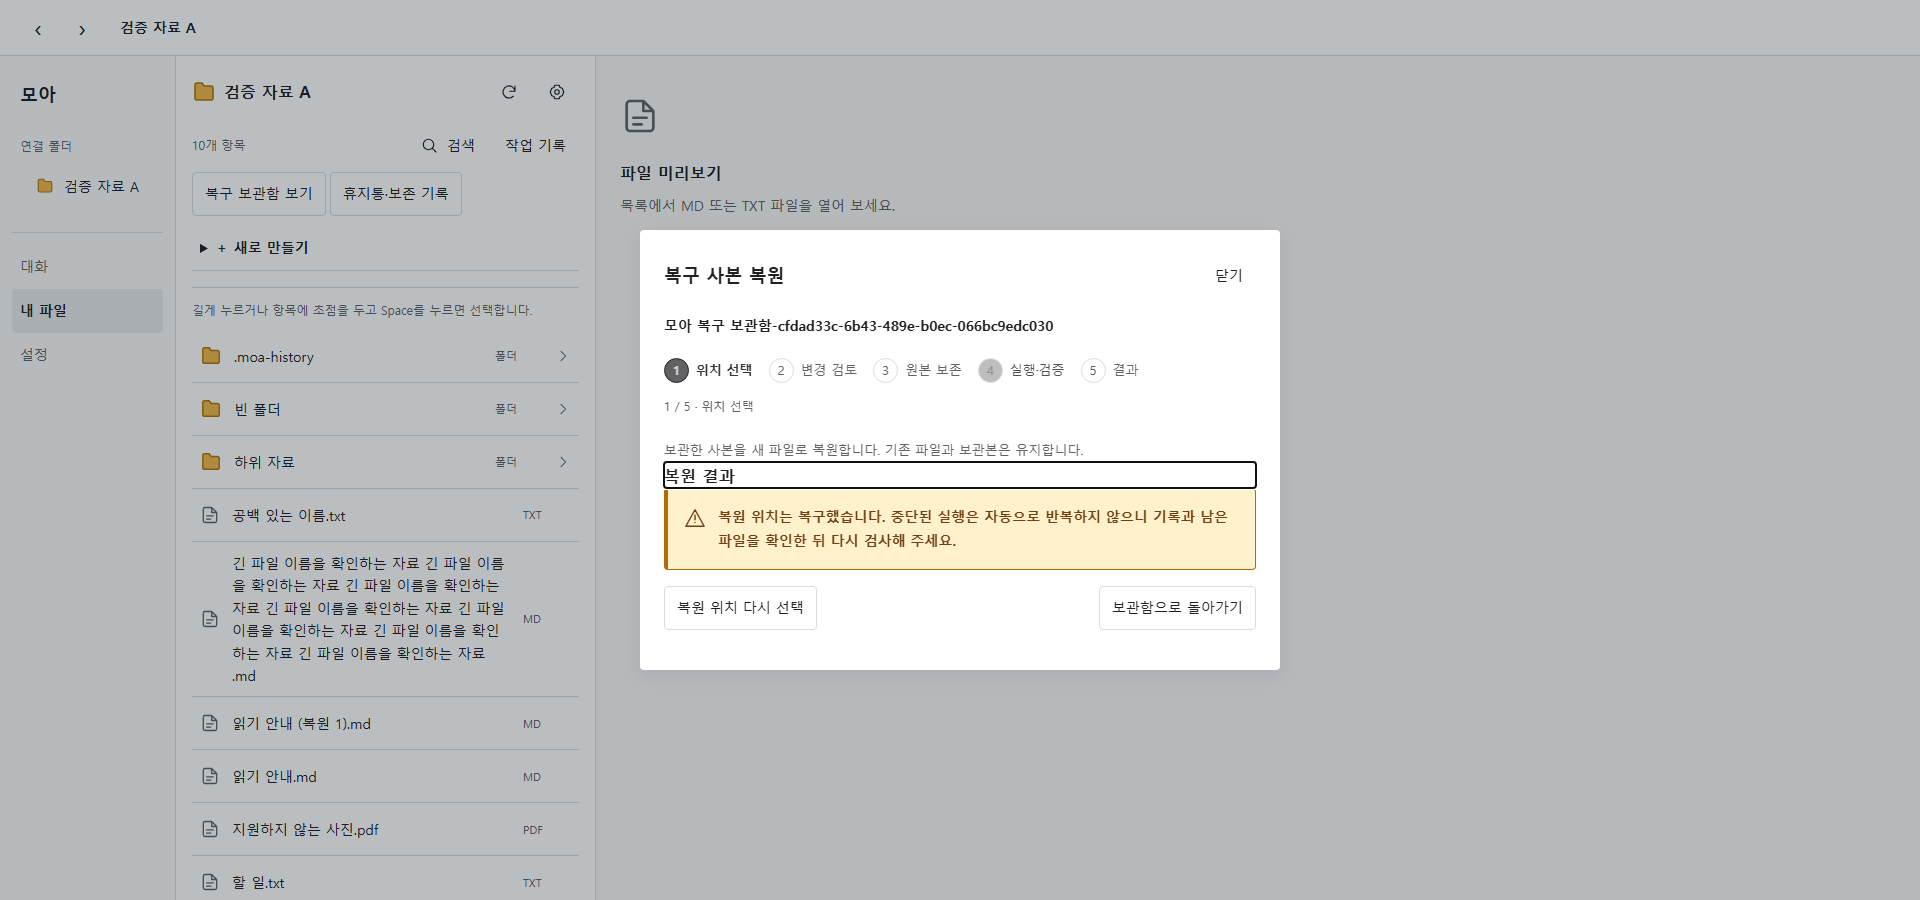 검증 자료 A
모아
연결 폴더
검증 자료 A
대화
내 파일
설정
검증 자료 A
10개 항목
검색
작업 기록
복구 보관함 보기
휴지통·보존 기록
+ 새로 만들기
길게 누르거나 항목에 초점을 두고 Space를 누르면 선택합니다.
.moa-history
폴더
빈 폴더
폴더
하위 자료
폴더
공백 있는 이름.txt
TXT
긴 파일 이름을 확인하는 자료 긴 파일 이름
을 확인하는 자료 긴 파일 이름을 확인하는
자료 긴 파일 이름을 확인하는 자료 긴 파일
이름을 확인하는 자료 긴 파일 이름을 확인
하는 자료 긴 파일 이름을 확인하는 자료
.md
MD
읽기 안내 (복원 1).md
MD
읽기 안내.md
MD
지원하지 않는 사진.pdf
PDF
할 일.txt
TXT
파일 미리보기
목록에서 MD 또는 TXT 파일을 열어 보세요.
복구 사본 복원
닫기
모아 복구 보관함-cfdad33c-6b43-489e-b0ec-066bc9edc030
1 위치 선택
2 변경 검토
3 원본 보존
4 실행·검증
5 결과
1 / 5 · 위치 선택
보관한 사본을 새 파일로 복원합니다. 기존 파일과 보관본은 유지합니다.
복원 결과
복원 위치는 복구했습니다. 중단된 실행은 자동으로 반복하지 않으니 기록과 남은
파일을 확인한 뒤 다시 검사해 주세요.
복원 위치 다시 선택
보관함으로 돌아가기